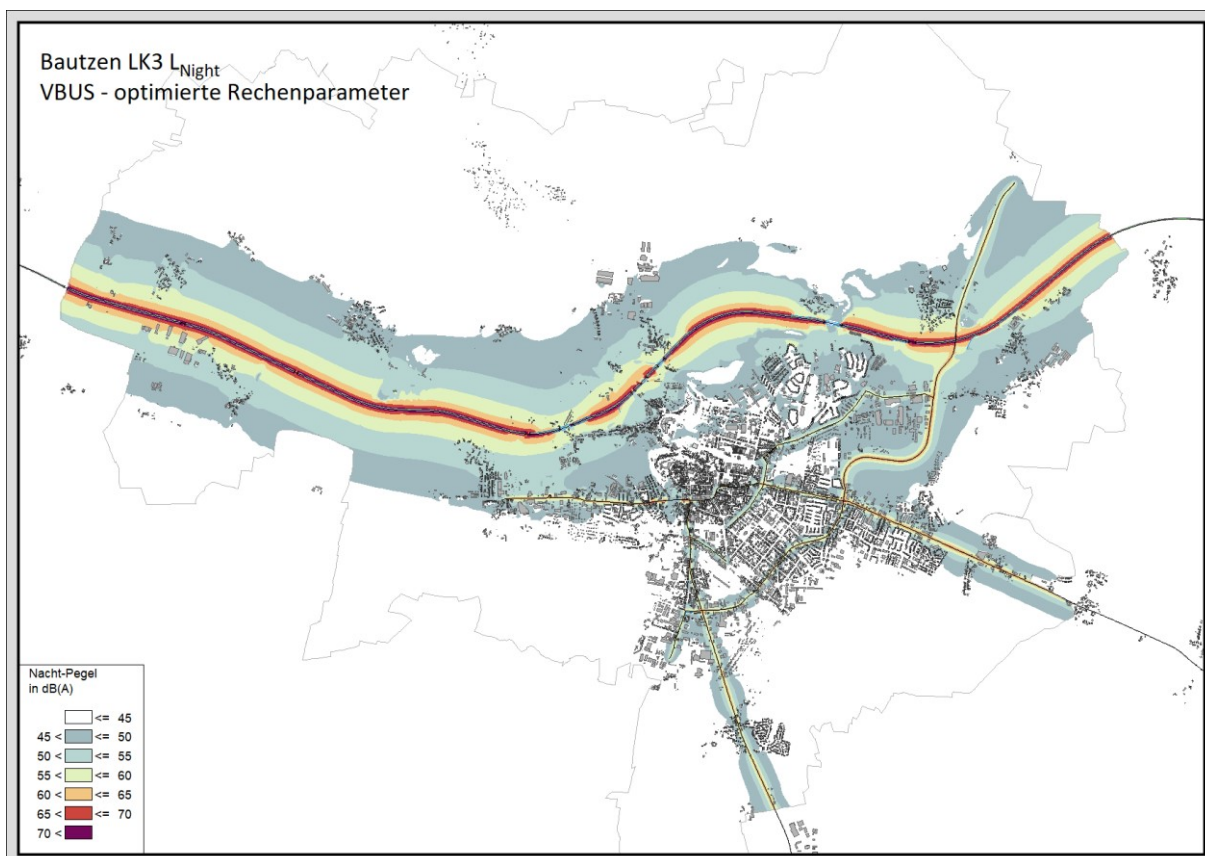 Bautzen LK3 LNight
VBUS - optimierte Rechenparameter
Nacht-Pegel
in dB(A)
<= 45
45 < <= 50
50 < <= 55
55 < <= 60
60 < <= 65
65 < <= 70
70 <